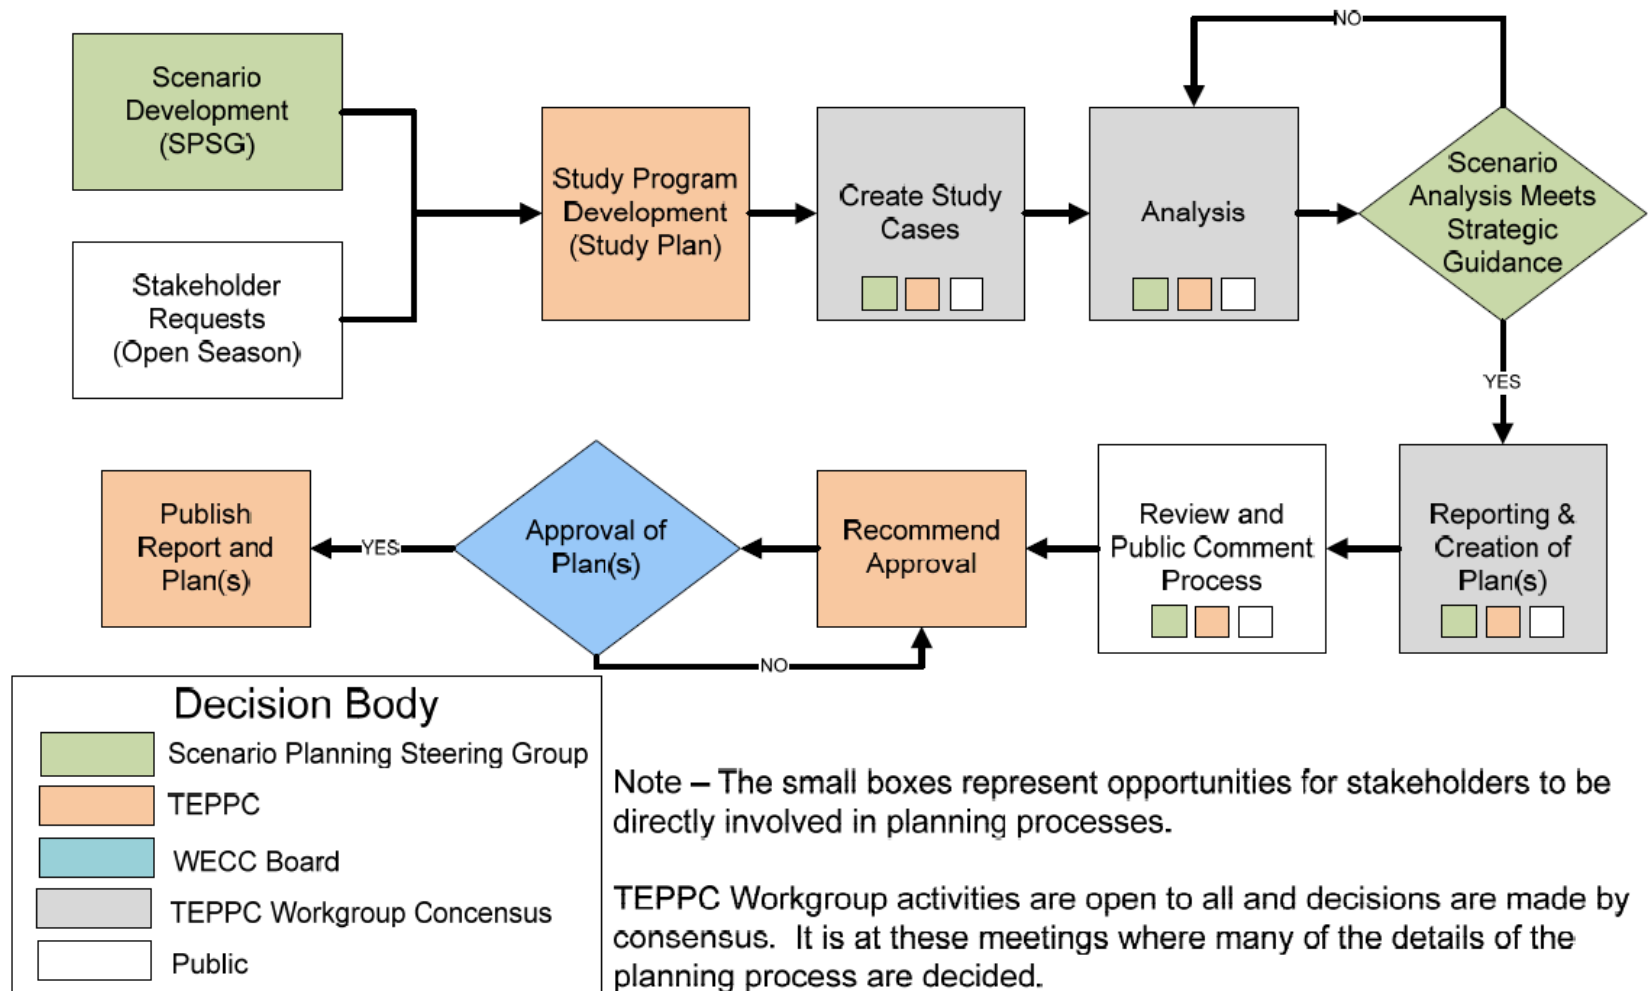 NO
Scenario
Development
(SPSG)
Study Program
Development
(Study Plan)
Create Study
Cases
Analysis
Scenario
Analysis Meets
Strategic
Guidance
Stakeholder
Requests
(Open Season)
YES
Publish
Report and
Plan(s)
YES
Approval of
Plan(s)
Recommend
Approval
Review and
Public Comment
Process
Reporting &
Creation of
Plan(s)
NO
Decision Body
Scenario Planning Steering Group
TEPPC
WECC Board
TEPPC Workgroup Concensus
Public
Note – The small boxes represent opportunities for stakeholders to be
directly involved in planning processes.
TEPPC Workgroup activities are open to all and decisions are made by
consensus. It is at these meetings where many of the details of the
planning process are decided.